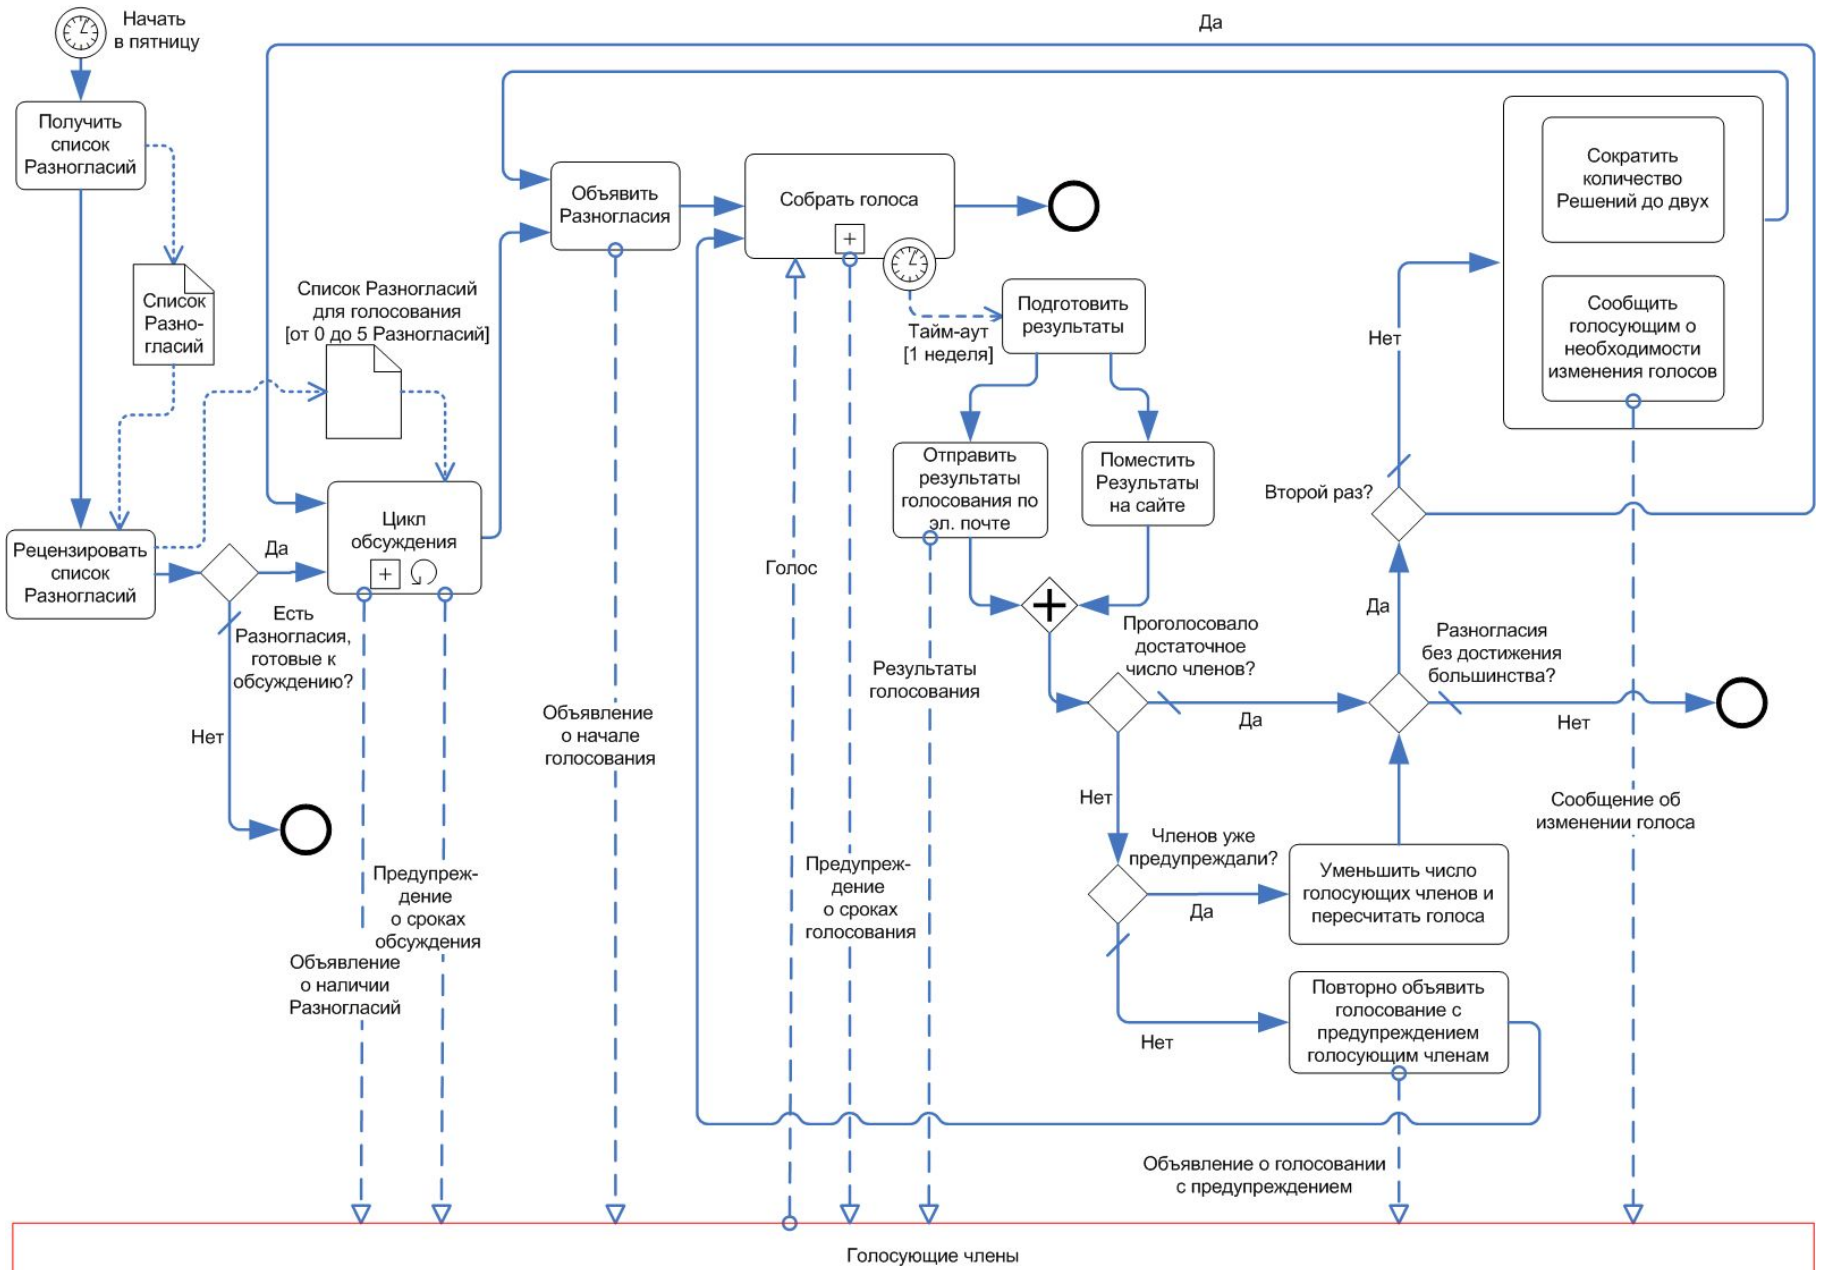 Начать
в пятницу
Да
Получить
список
Разногласий
Сократить
количество
Решений до двух
Объявить
Разногласия
Собрать голоса
Список
Разно-
гласий
Список Разногласий
для голосования
[от 0 до 5 Разногласий]
Тайм-аут
[1 неделя]
Подготовить
результаты
Нет
Сообщить
голосующим о
необходимости
изменения голосов
Отправить
результаты
голосования по
эл. почте
Поместить
Результаты
на сайте
Второй раз?
Цикл
обсуждения
Рецензировать
список
Разногласий
Да
Голос
Есть
Разногласия,
готовые к
обсуждению?
Да
Проголосовало
достаточное
число членов?
Разногласия
без достижения
большинства?
Результаты
голосования
Да
Нет
Объявление
о начале
голосования
Нет
Нет
Сообщение об
изменении голоса
Членов уже
предупреждали?
Да
Уменьшить число
голосующих членов и
пересчитать голоса
Предупреж-
дение
о сроках
обсуждения
Предупреж-
дение
о сроках
голосования
Объявление
о наличии
Разногласий
Повторно объявить
голосование с
предупреждением
голосующим членам
Нет
Объявление о голосовании
с предупреждением
Голосующие члены